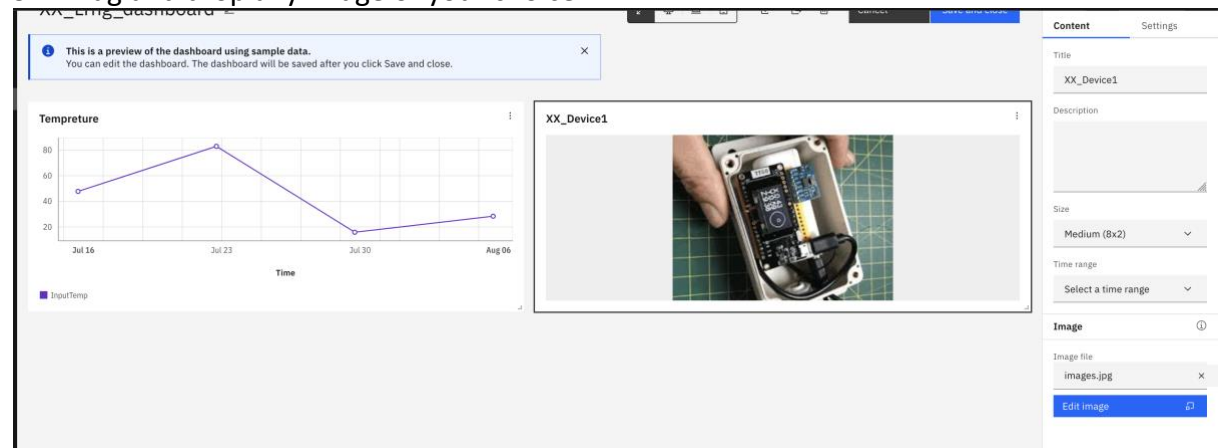 XX_Emg_dashboard
Cancel
Save and close
This is a preview of the dashboard using sample data.
You can edit the dashboard. The dashboard will be saved after you click Save and close.
Tempreture
80
60
40
20
Jul 16
Jul 23
Jul 30
Aug 06
Time
InputTemp
XX_Device1
Content
Settings
Title
XX_Device1
Description
Size
Medium (8x2)
Time range
Select a time range
Image
Image file
images.jpg
Edit image